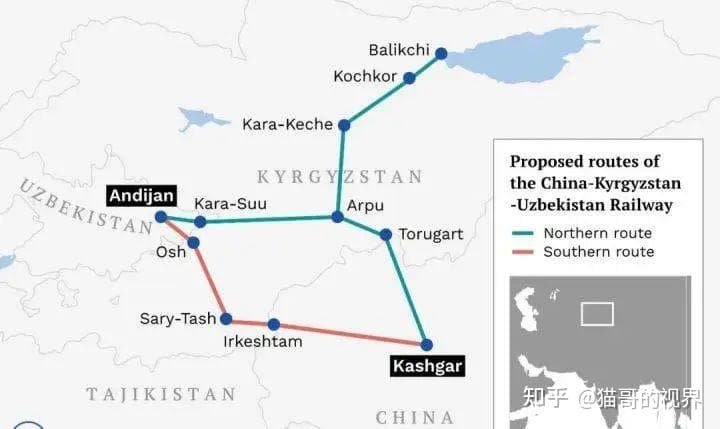 Balikchi
Kochkor
Kara-Keche
KYRGYZSTAN
UZBEKISTAN
Andijan
Kara-Suu
Arpu
Torugart
Osh
Sary-Tash
Irkeshtam
Kashgar
TAJIKISTAN
CHINA
Proposed routes of
the China-Kyrgyzstan
-Uzbekistan Railway
Northern route
Southern route
知乎 @猫哥的视界